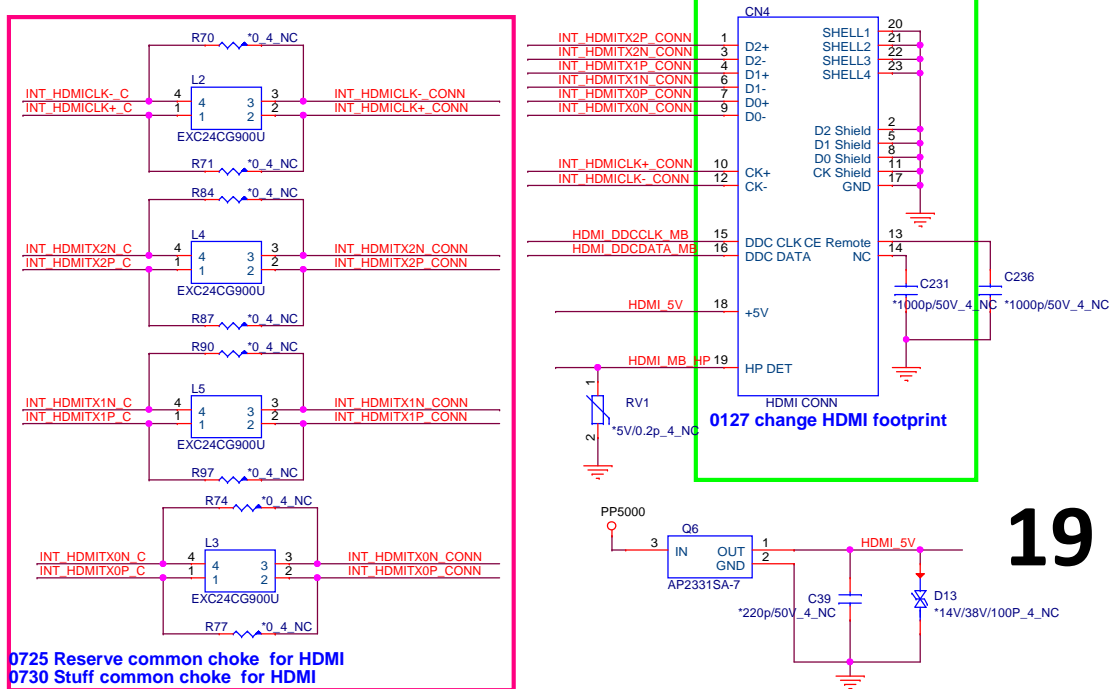 R70 *0_4_NC
L2
INT_HDMICLK-_C 4 4 3 3 INT_HDMICLK-_CONN
INT_HDMICLK+_C 1 1 2 2 INT_HDMICLK+_CONN
EXC24CG900U
R71 *0_4_NC
R84 *0_4_NC
L4
INT_HDMITX2N_C 4 4 3 3 INT_HDMITX2N_CONN
INT_HDMITX2P_C 1 1 2 2 INT_HDMITX2P_CONN
EXC24CG900U
R87 *0_4_NC
R90 *0_4_NC
L5
INT_HDMITX1N_C 4 4 3 3 INT_HDMITX1N_CONN
INT_HDMITX1P_C 1 1 2 2 INT_HDMITX1P_CONN
EXC24CG900U
R97 *0_4_NC
R74 *0_4_NC
L3
INT_HDMITX0N_C 4 4 3 3 INT_HDMITX0N_CONN
INT_HDMITX0P_C 1 1 2 2 INT_HDMITX0P_CONN
EXC24CG900U
R77 *0_4_NC
0725 Reserve common choke for HDMI
0730 Stuff common choke for HDMI
CN4
INT_HDMITX2P_CONN 1 D2+
INT_HDMITX2N_CONN 3 D2-
INT_HDMITX1P_CONN 4 D1+
INT_HDMITX1N_CONN 6 D1-
INT_HDMITX0P_CONN 7 D0+
INT_HDMITX0N_CONN 9 D0-
INT_HDMICLK+_CONN 10 CK+
INT_HDMICLK-_CONN 12 CK-
HDMI_DDCCLK_MB 15 DDC CLK
HDMI_DDCDATA_MB 16 DDC DATA
HDMI_5V 18 +5V
HDMI_MB_HP 19 HP DET
SHELL1 20
SHELL2 21
SHELL3 22
SHELL4 23
D2 Shield 2
D1 Shield 5
D0 Shield 8
CK Shield 11
GND 17
CE Remote 13
NC 14
HDMI CONN
C231
*1000p/50V_4_NC
C236
*1000p/50V_4_NC
1
RV1
2
*5V/0.2p_4_NC
0127 change HDMI footprint
PP5000
Q6
3 IN OUT 1 HDMI_5V
GND 2
AP2331SA-7
C39
*220p/50V_4_NC
D13
*14V/38V/100P_4_NC
19